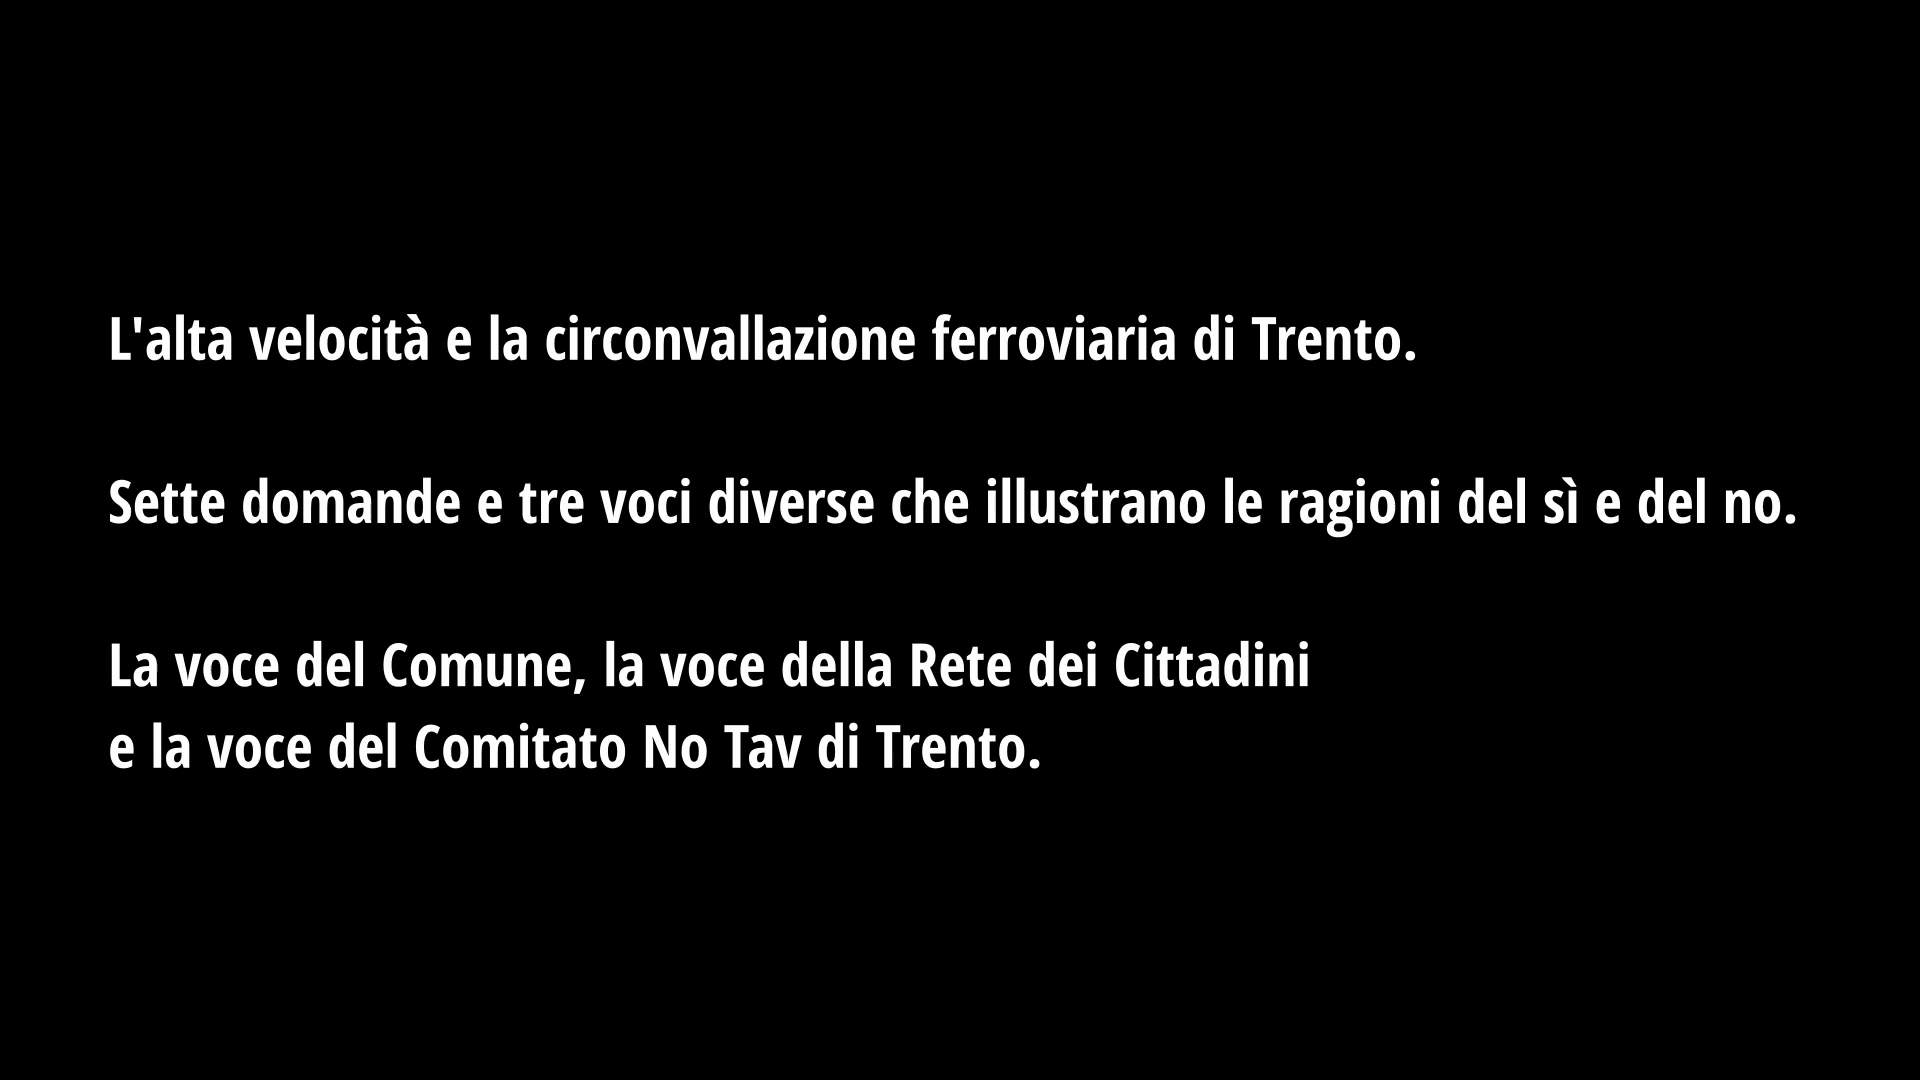 L'alta velocità e la circonvallazione ferroviaria di Trento.
Sette domande e tre voci diverse che illustrano le ragioni del sì e del no.
La voce del Comune, la voce della Rete dei Cittadini
e la voce del Comitato No Tav di Trento.